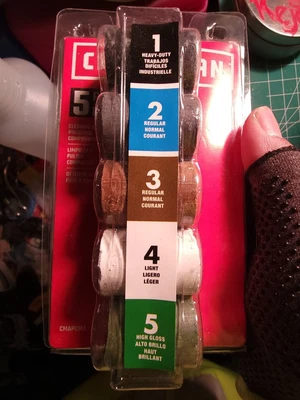 1
HEAVY-DUTY
TRABAJOS
DIFÍCILES
INDUSTRIELLE
2
REGULAR
NORMAL
COURANT
3
REGULAR
NORMAL
COURANT
4
LIGHT
LIGERO
LÉGER
5
HIGH GLOSS
ALTO BRILLO
HAUT
BRILLANT